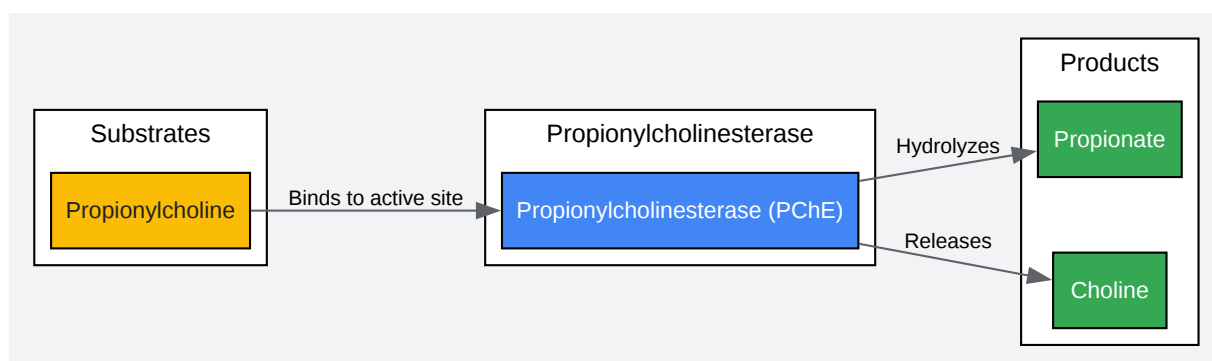 Substrates
Propionylcholine
Binds to active site
Propionylcholinesterase
Propionylcholinesterase (PChE)
Hydrolyzes
Releases
Products
Propionate
Choline